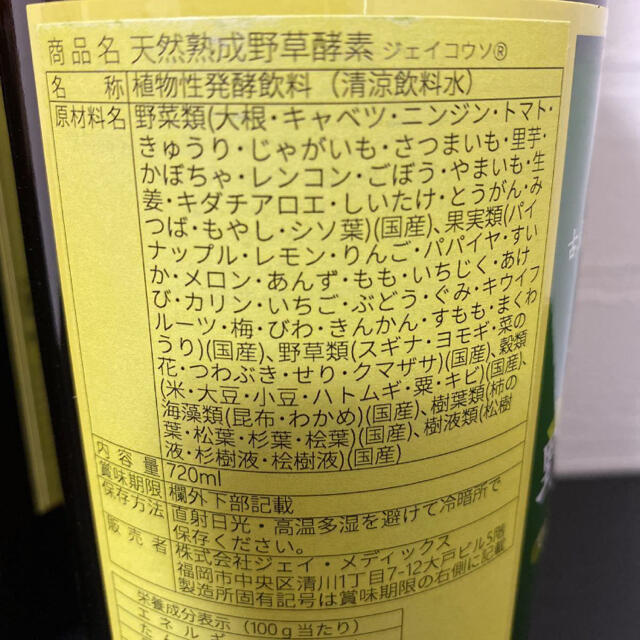 商品名 天然熟成野草酵素 ジェイコウソ®
名 称 植物性発酵飲料 (清涼飲料水)
原材料名 野菜類(大根・キャベツ・ニンジン・トマト・
きゅうり・じゃがいも・さつまいも・里芋・
かぼちゃ・レンコン・ごぼう・やまいも・生
姜・キダチアロエ・しいたけ・とうがん・み
つば・もやし・シソ葉)(国産)、果実類(パイ
ナップル・レモン・りんご・パパイヤ・すい
か・メロン・あんず・もも・いちじく・あけ
び・カリン・いちご・ぶどう・ぐみ・キウイフ
ルーツ・梅・びわ・きんかん・すもも・まくわ
うり)(国産)、野草類(スギナ・ヨモギ・菜の
花・つわぶき・せり・クマザサ)(国産)、穀類
(米・大豆・小豆・ハトムギ・粟・キビ)(国産)、
海藻類(昆布・わかめ)(国産)、樹葉類(柿の
葉・松葉・杉葉・桧葉)(国産)、樹液類(松樹
液・杉樹液・桧樹液)(国産)
内容量 720ml
賞味期限 欄外下部記載
保存方法 直射日光・高温多湿を避けて冷暗所で
保存ください。
販売者 株式会社ジェイ・メディックス
福岡市中央区清川1丁目7-12大戸ビル5階
製造所固有記号は賞味期限の右側に記載
栄養成分表示 (100g当たり)
エネルギ